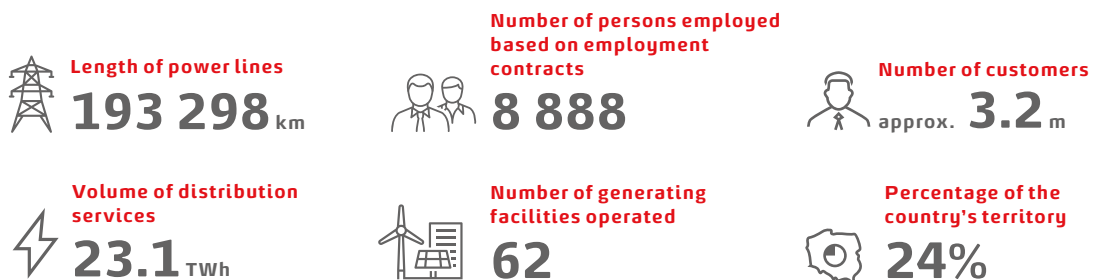 Length of power lines
193 298 km
Number of persons employed
based on employment
contracts
8 888
Number of customers
approx. 3.2 m
Volume of distribution
services
23.1 TWh
Number of generating
facilities operated
62
Percentage of the
country's territory
24%